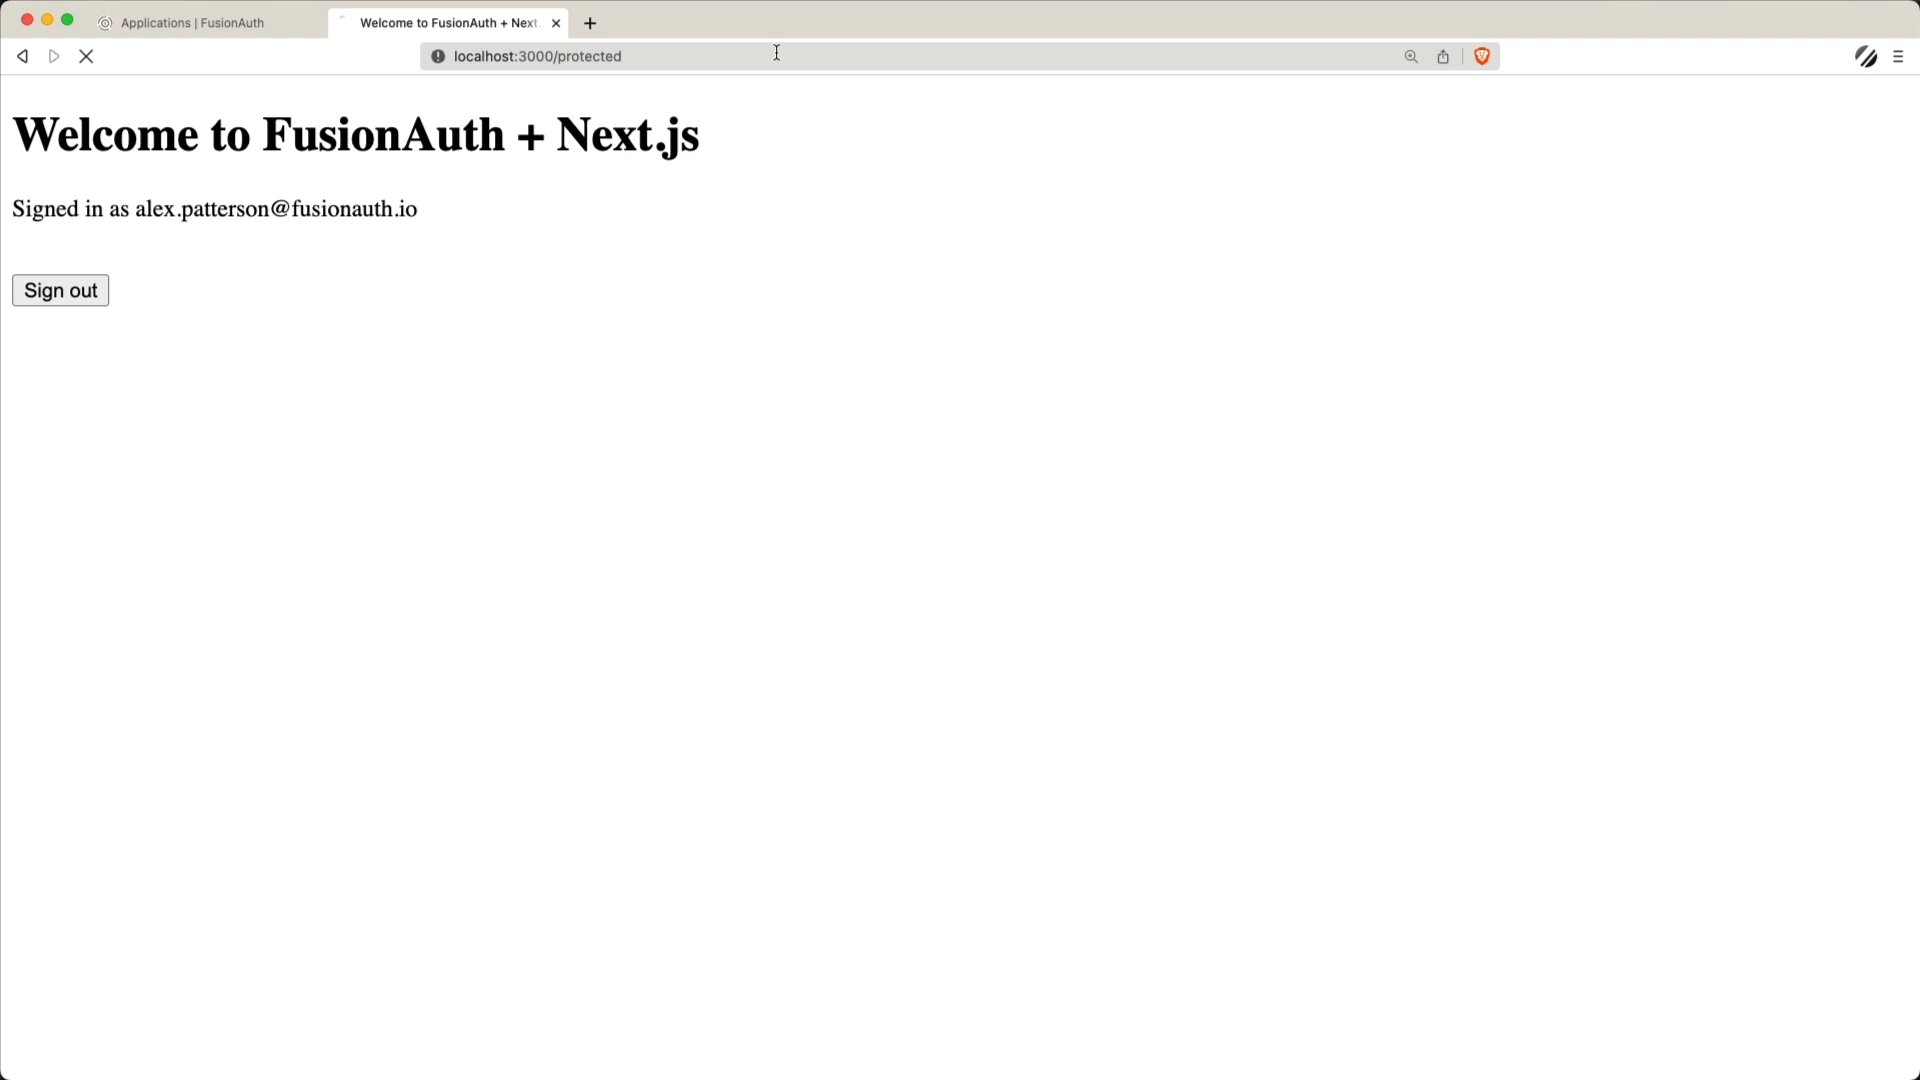 Applications | FusionAuth
Welcome to FusionAuth + Next.
localhost:3000/protected
Welcome to FusionAuth + Next.js
Signed in as alex.patterson@fusionauth.io
Sign out